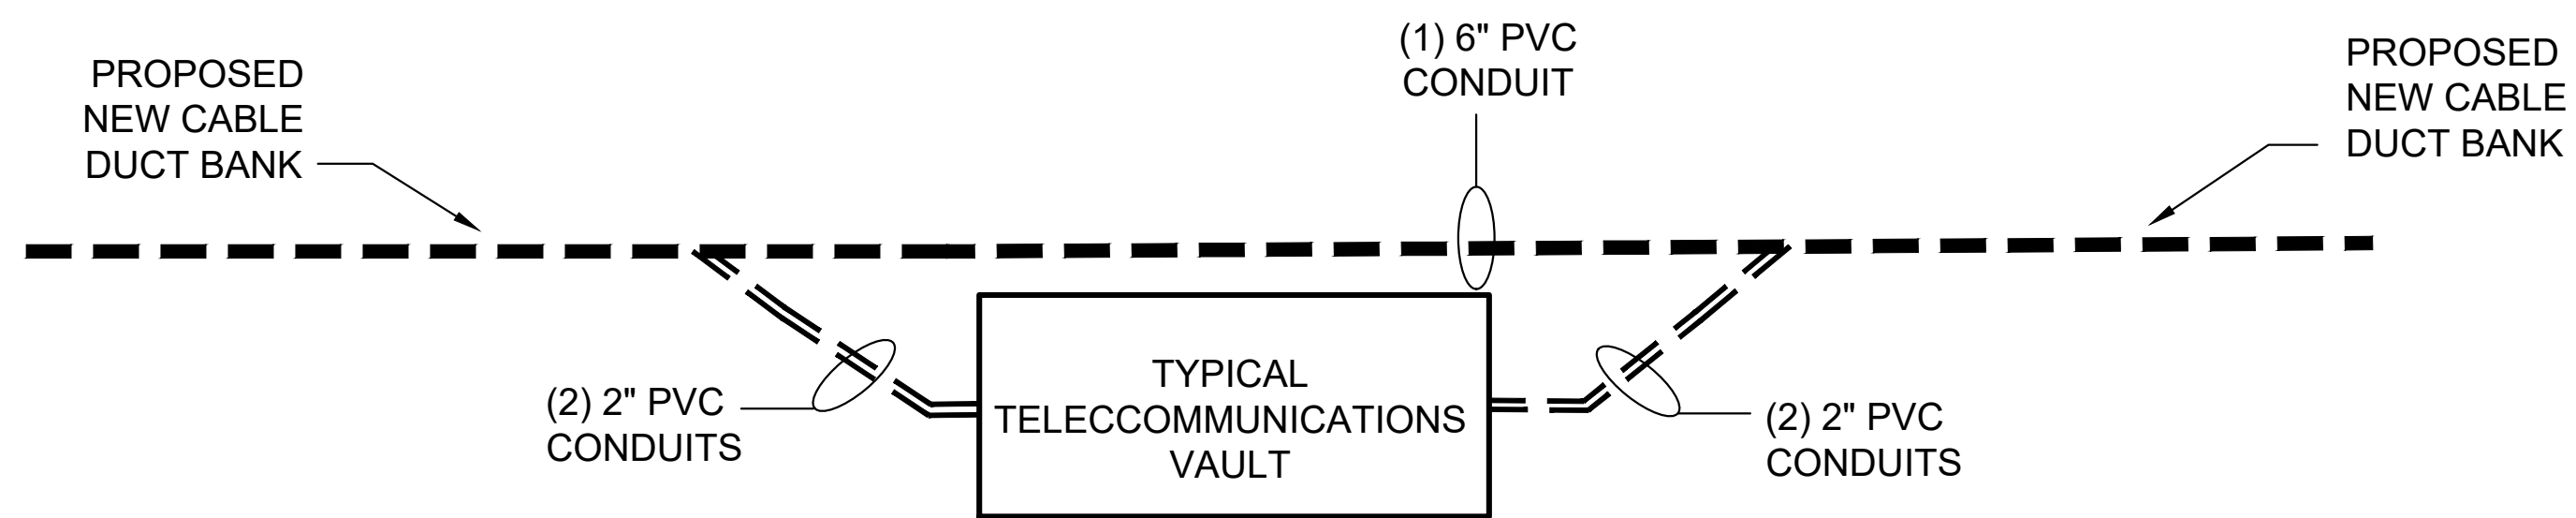 PROPOSED
NEW CABLE
DUCT BANK
(1) 6" PVC
CONDUIT
PROPOSED
NEW CABLE
DUCT BANK
(2) 2" PVC
CONDUITS
TYPICAL
TELECCOMMUNICATIONS
VAULT
(2) 2" PVC
CONDUITS